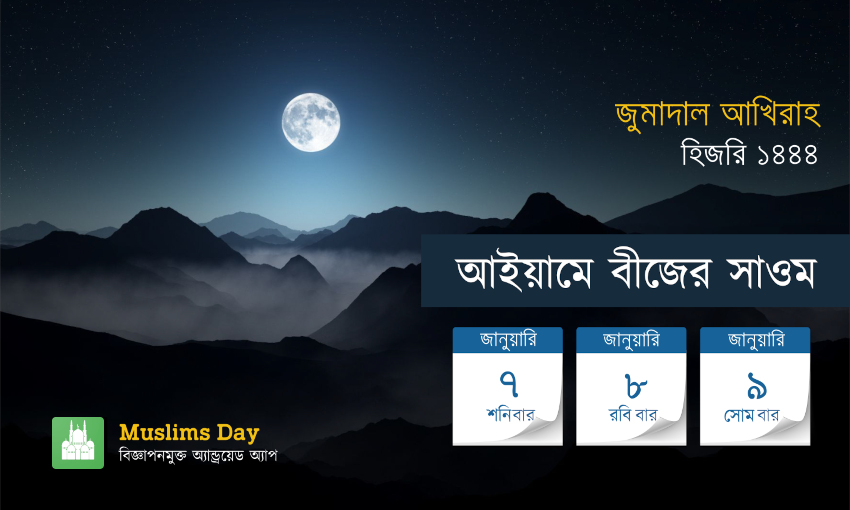 জুমাদাল আখিরাহ
হিজরি ১৪৪৪
আইয়ামে বীজের সাওম
জানুয়ারি
৭
শনিবার
জানুয়ারি
৮
রবি বার
জানুয়ারি
৯
সোম বার
Muslims Day
বিজ্ঞাপনমুক্ত অ্যান্ড্রয়েড অ্যাপ